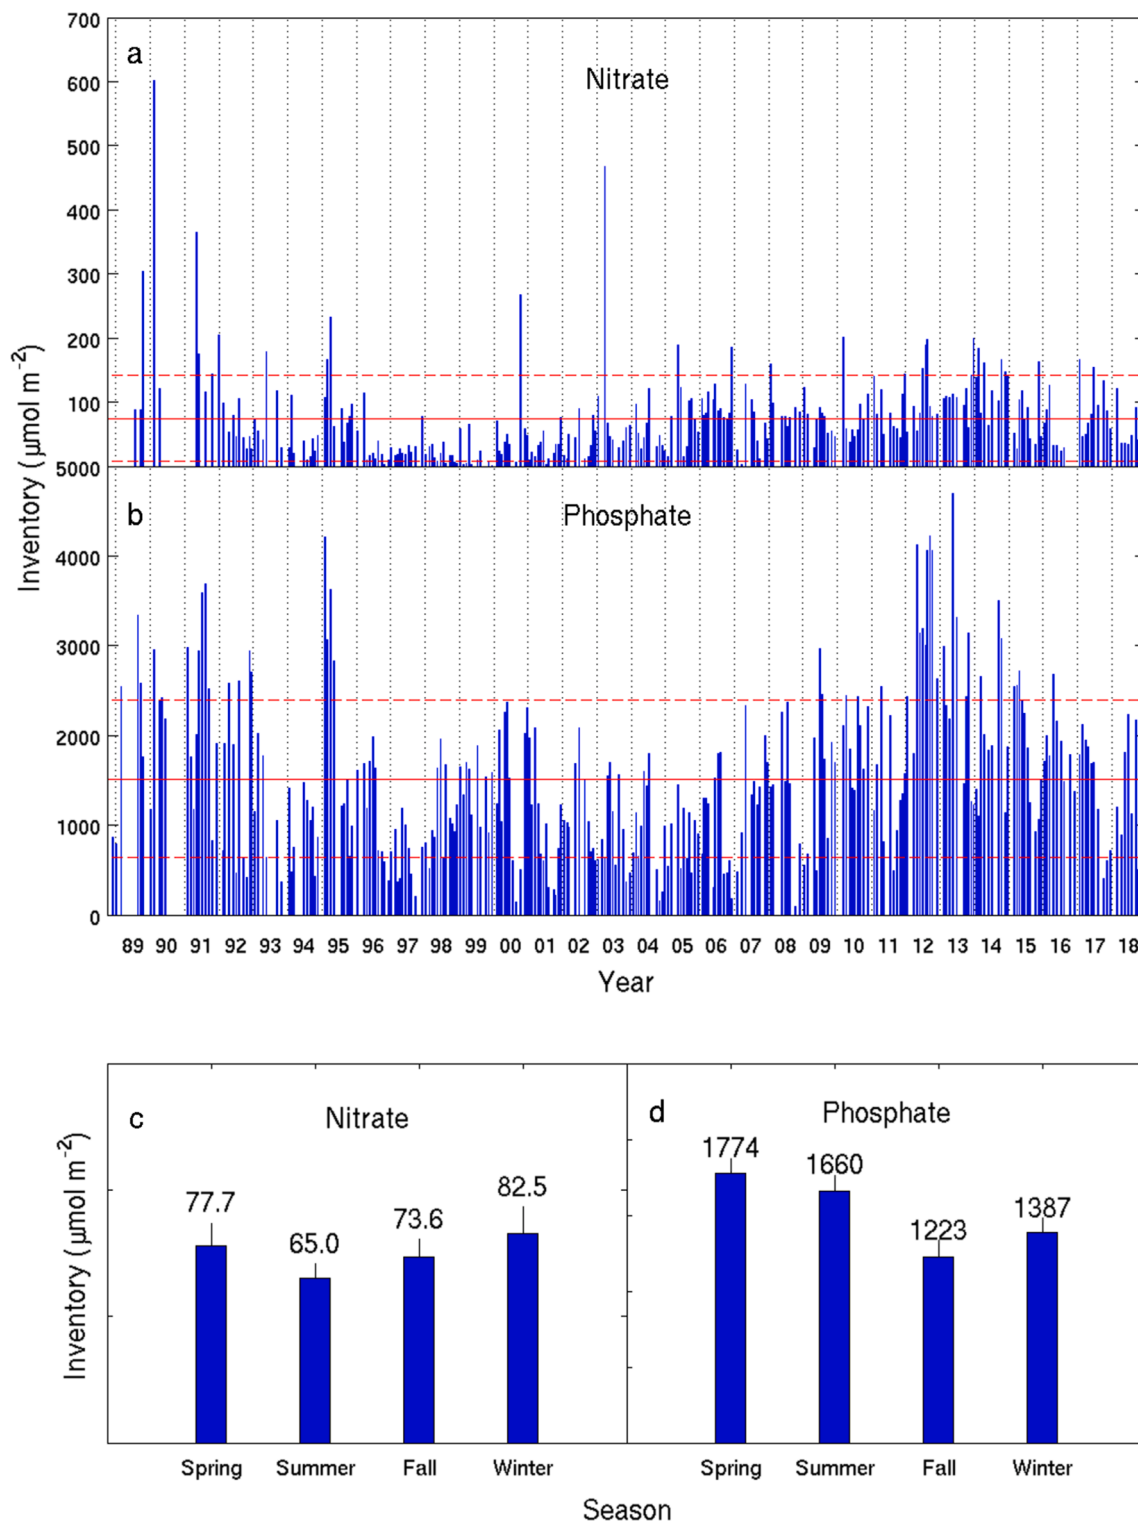 700
a
Nitrate
600
500
400
300
200
100
Inventory (μmol m⁻²)
5000
b
Phosphate
4000
3000
2000
1000
0
89 90 91 92 93 94 95 96 97 98 99 00 01 02 03 04 05 06 07 08 09 10 11 12 13 14 15 16 17 18
Year
c
Nitrate
d
Phosphate
Inventory (μmol m⁻²)
77.7
65.0
73.6
82.5
1774
1660
1223
1387
Spring Summer Fall Winter
Spring Summer Fall Winter
Season